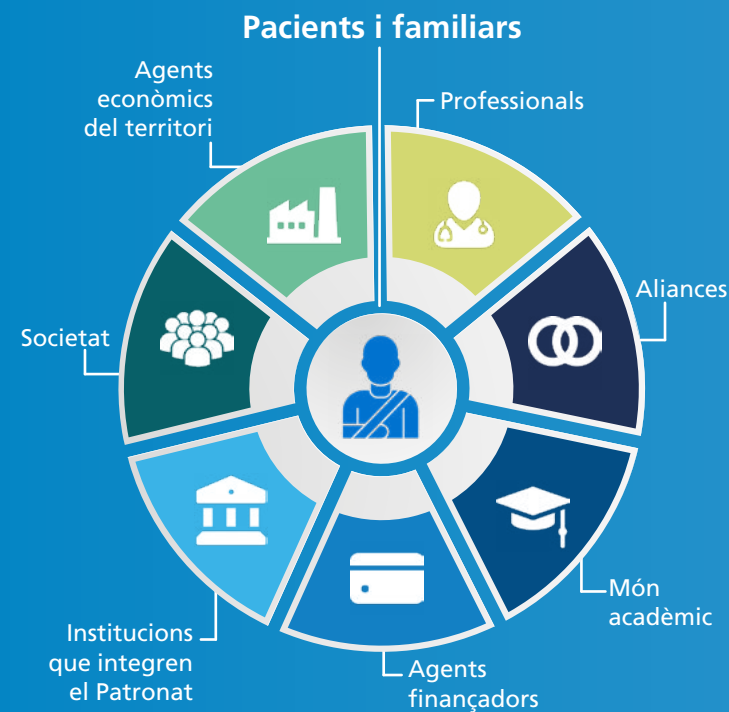 Pacients i familiars
Agents
econòmics
del territori
Professionals
Aliances
Societat
Món
acadèmic
Institucions
que integren
el Patronat
Agents
finançadors